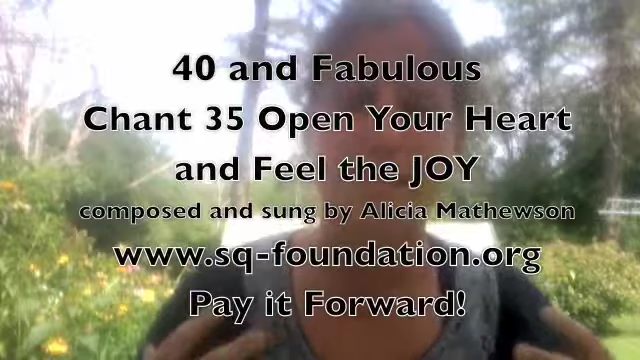 40 and Fabulous
Chant 35 Open Your Heart
and Feel the JOY
composed and sung by Alicia Mathewson
www.sq-foundation.org
Pay it Forward!